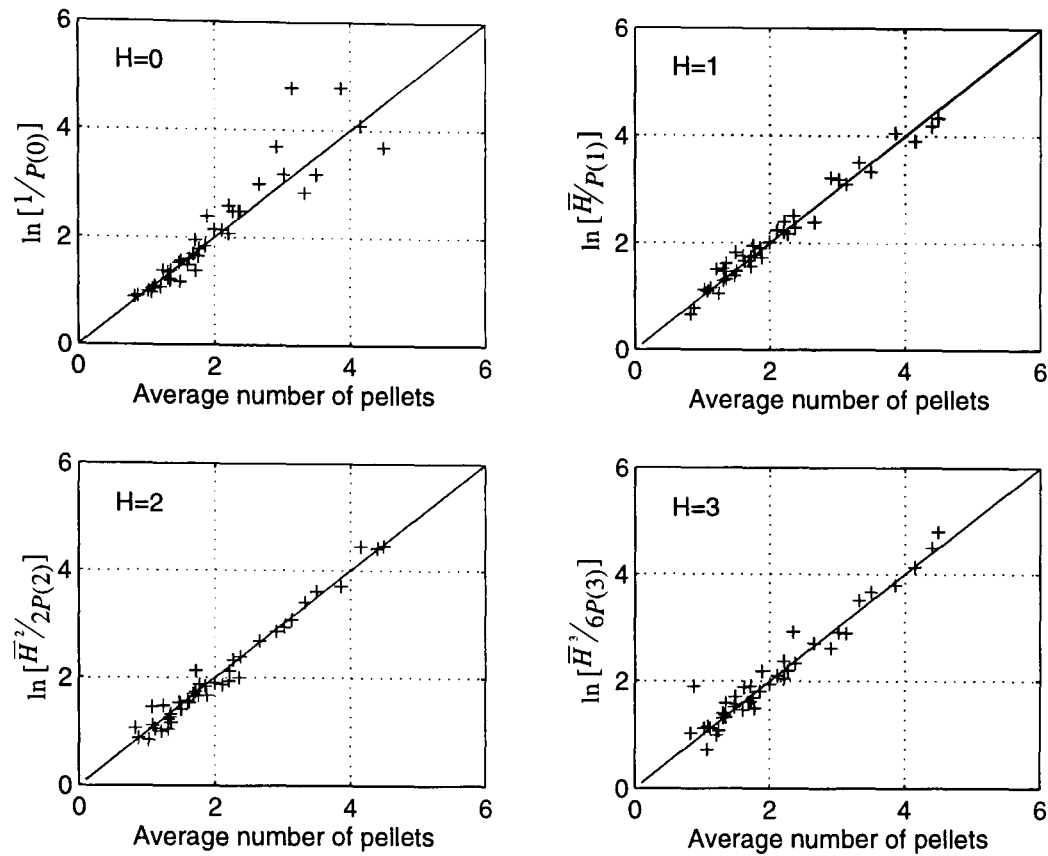 H=0
ln [1/P(0)]
6
4
2
0
0 2 4 6
Average number of pellets
H=1
ln [H̅/P(1)]
6
4
2
0
0 2 4 6
Average number of pellets
H=2
ln [H̅²/2P(2)]
6
4
2
0
0 2 4 6
Average number of pellets
H=3
ln [H̅³/6P(3)]
6
4
2
0
0 2 4 6
Average number of pellets